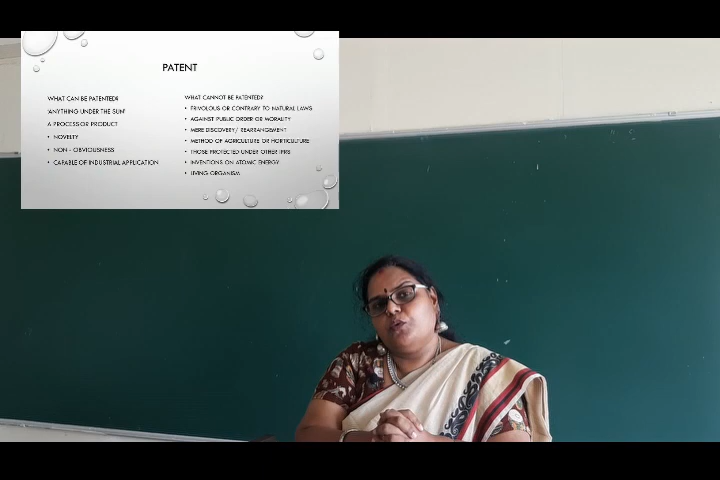 PATENT
WHAT CAN BE PATENTED?
'ANYTHING UNDER THE SUN'
A PROCESS OR PRODUCT
• NOVELTY
• NON - OBVIOUSNESS
• CAPABLE OF INDUSTRIAL APPLICATION
WHAT CANNOT BE PATENTED?
• FRIVOLOUS OR CONTRARY TO NATURAL LAWS
• AGAINST PUBLIC ORDER OR MORALITY
• MERE DISCOVERY/ REARRANGEMENT
• METHOD OF AGRICULTURE OR HORTICULTURE
• THOSE PROTECTED UNDER OTHER IPRS
• INVENTIONS ON ATOMIC ENERGY
• LIVING ORGANISM